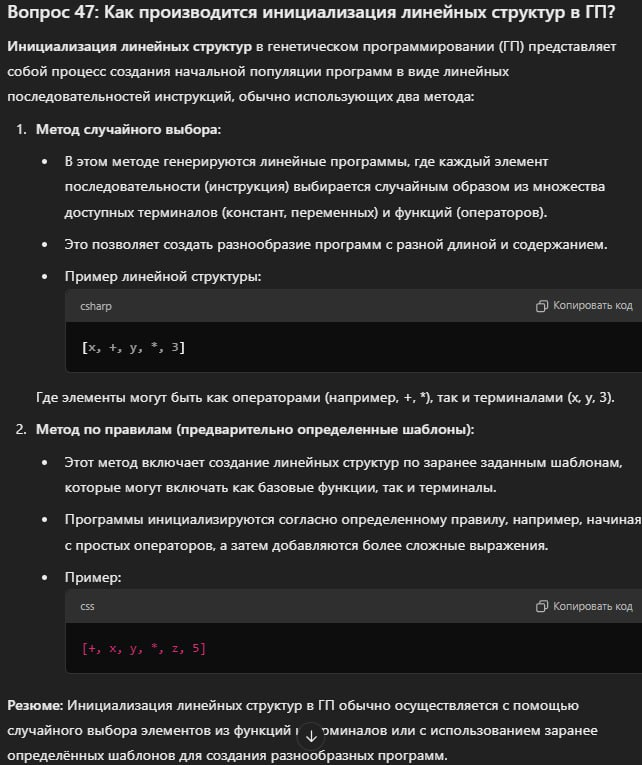 Вопрос 47: Как производится инициализация линейных структур в ГП?
Инициализация линейных структур в генетическом программировании (ГП) представляет
собой процесс создания начальной популяции программ в виде линейных
последовательностей инструкций, обычно использующих два метода:
1. Метод случайного выбора:
• В этом методе генерируются линейные программы, где каждый элемент
последовательности (инструкция) выбирается случайным образом из множества
доступных терминалов (констант, переменных) и функций (операторов).
• Это позволяет создать разнообразие программ с разной длиной и содержанием.
• Пример линейной структуры:
csharp Копировать код
[x, +, y, *, 3]
Где элементы могут быть как операторами (например, +, *), так и терминалами (x, y, 3).
2. Метод по правилам (предварительно определенные шаблоны):
• Этот метод включает создание линейных структур по заранее заданным шаблонам,
которые могут включать как базовые функции, так и терминалы.
• Программы инициализируются согласно определенному правилу, например, начиная
с простых операторов, а затем добавляются более сложные выражения.
• Пример:
css Копировать код
[+, x, y, *, z, 5]
Резюме: Инициализация линейных структур в ГП обычно осуществляется с помощью
случайного выбора элементов из функций или с использованием заранее
определённых шаблонов для создания разнообразных программ.